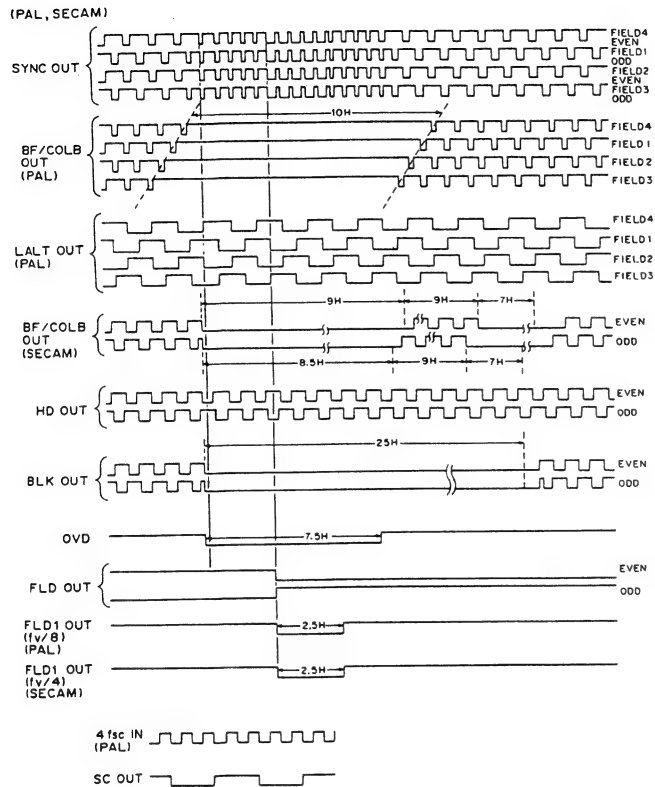 (PAL, SECAM)
SYNC OUT
FIELD4
EVEN
FIELD1
ODD
FIELD2
EVEN
FIELD3
ODD
10H
BF/COLB
OUT
(PAL)
FIELD4
FIELD1
FIELD2
FIELD3
LALT OUT
(PAL)
FIELD4
FIELD1
FIELD2
FIELD3
9H 9H 7H
BF/COLB
OUT
(SECAM)
EVEN
ODD
8.5H 9H 7H
HD OUT
EVEN
ODD
25H
BLK OUT
EVEN
ODD
OVD
7.5H
FLD OUT
EVEN
ODD
FLD1 OUT
(fv/8)
(PAL)
2.5H
FLD1 OUT
(fv/4)
(SECAM)
2.5H
4 fsc IN
(PAL)
SC OUT